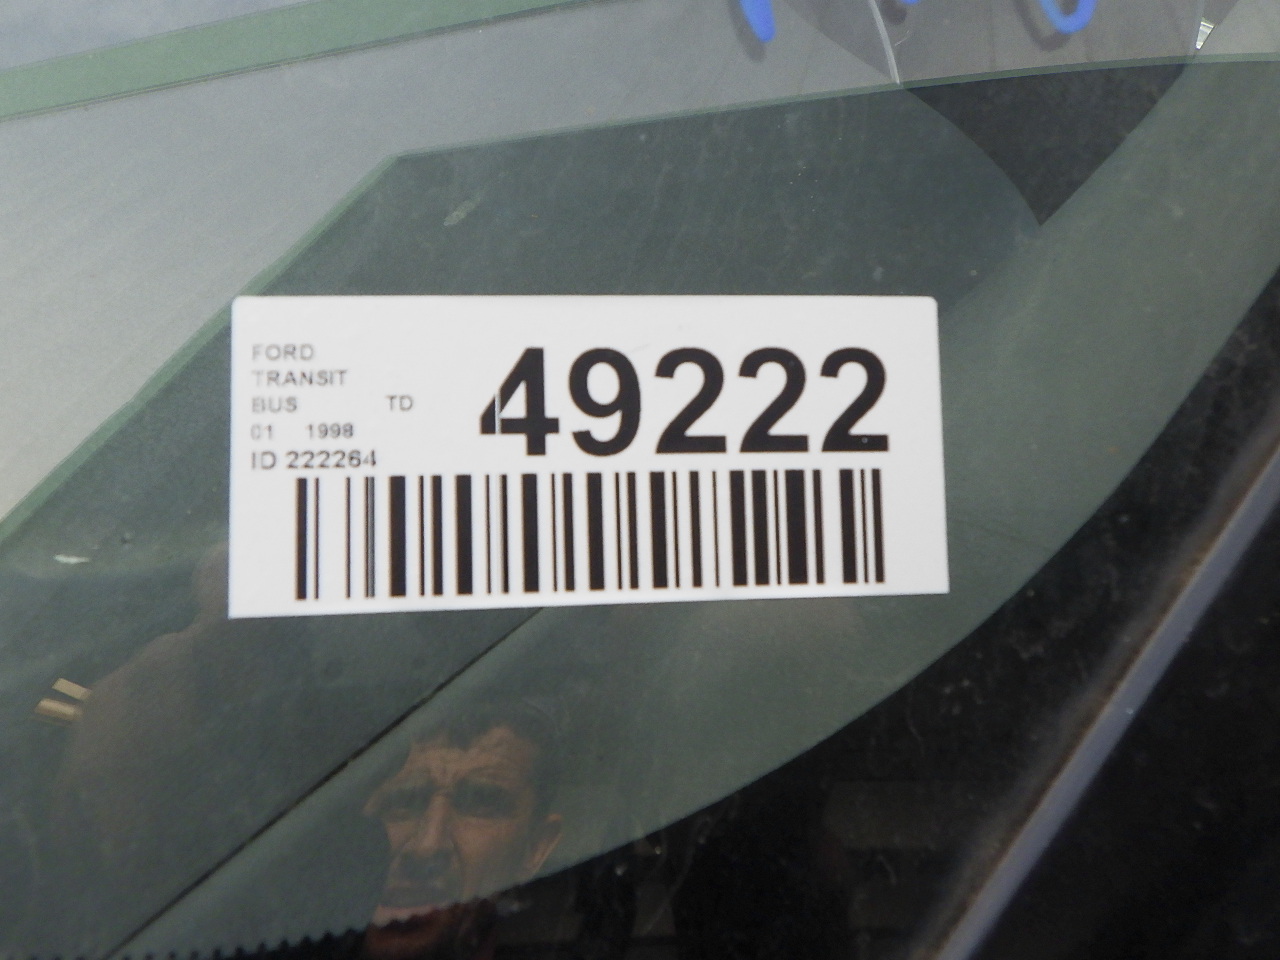 FORD
TRANSIT
BUS TD
01 1998
ID 222264
49222